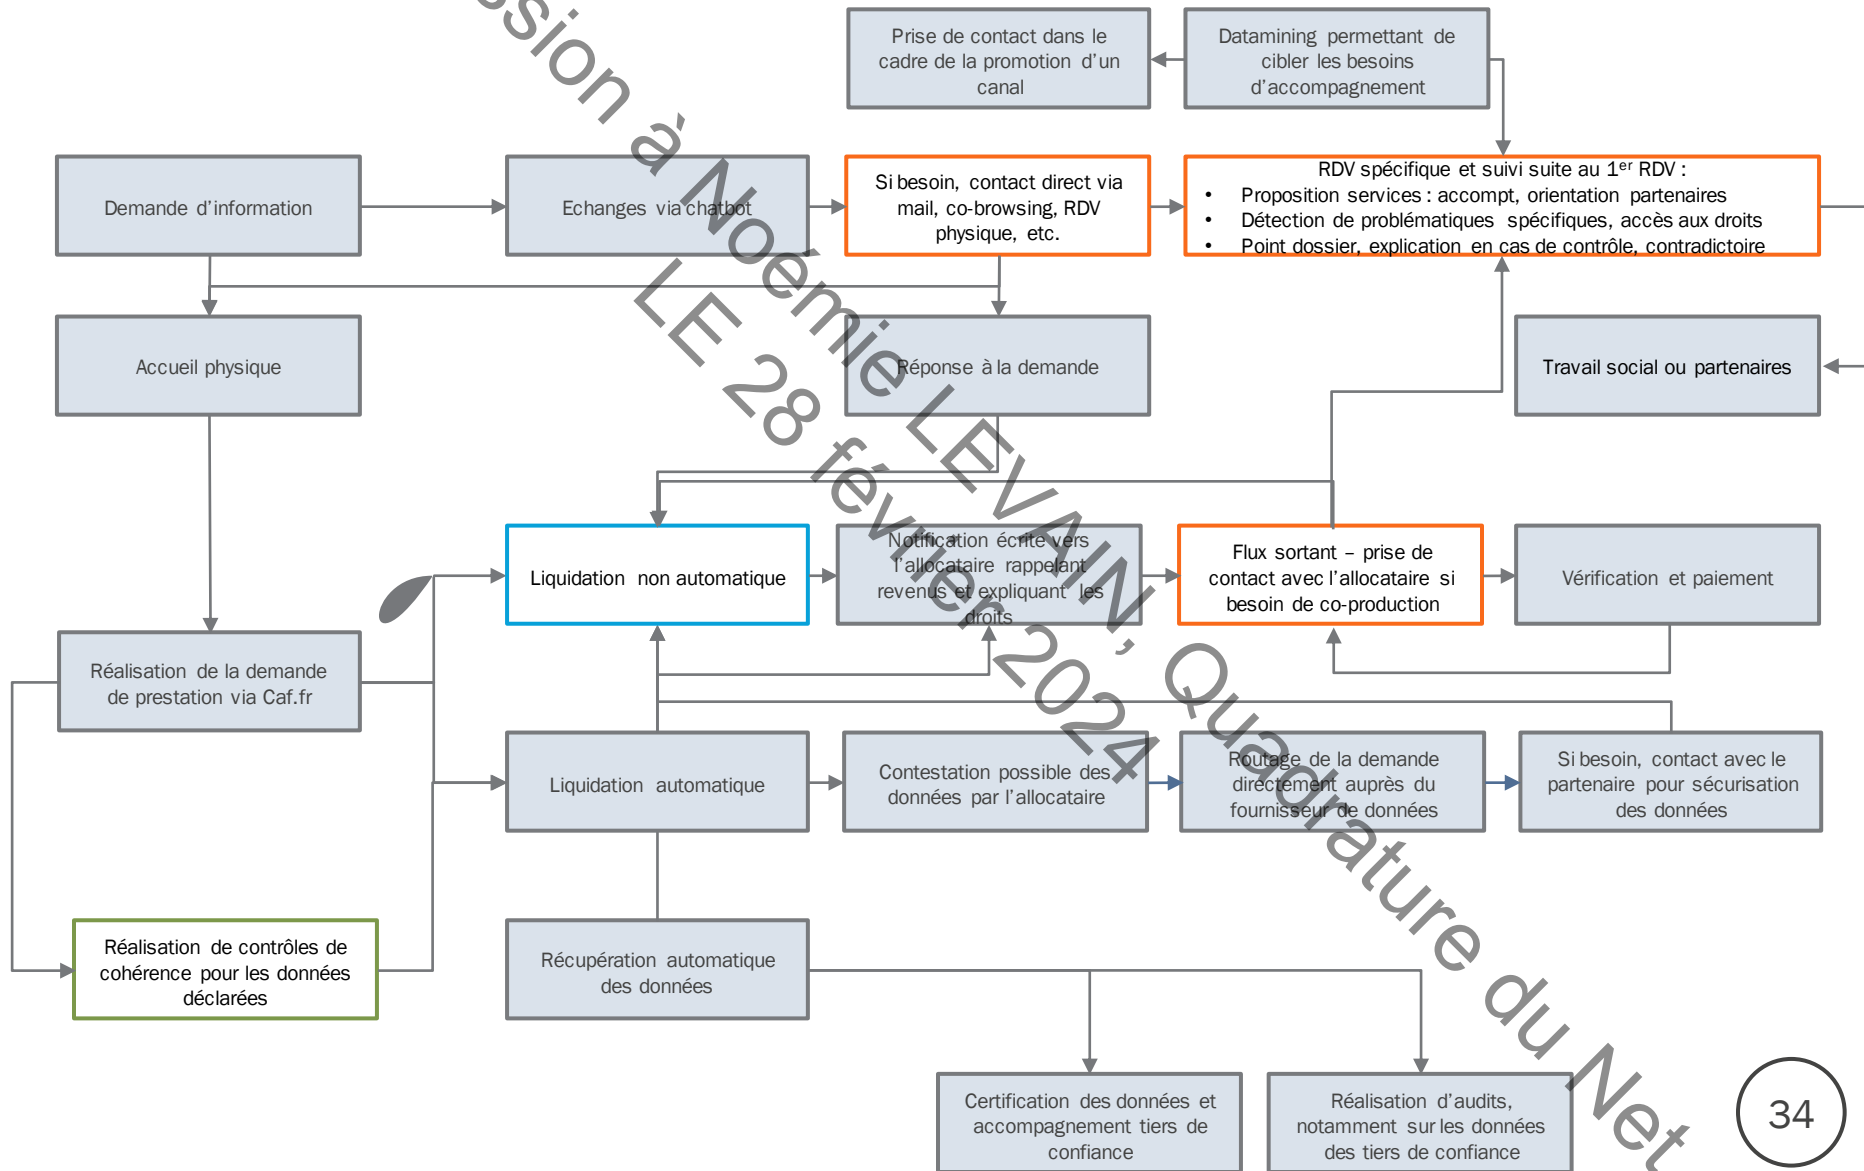 Prise de contact dans le
cadre de la promotion d'un
canal
Datamining permettant de
cibler les besoins
d'accompagnement
Demande d'information
Echanges via chatbot
Si besoin, contact direct via
mail, co-browsing, RDV
physique, etc.
RDV spécifique et suivi suite au 1er RDV :
• Proposition services : accompt, orientation partenaires
• Détection de problématiques spécifiques, accès aux droits
• Point dossier, explication en cas de contrôle, contradictoire
Accueil physique
Réponse à la demande
Travail social ou partenaires
Liquidation non automatique
Notification écrite vers
l'allocataire rappelant
revenus et expliquant les
droits
Flux sortant – prise de
contact avec l'allocataire si
besoin de co-production
Vérification et paiement
Réalisation de la demande
de prestation via Caf.fr
Liquidation automatique
Contestation possible des
données par l'allocataire
Routage de la demande
directement auprès du
fournisseur de données
Si besoin, contact avec le
partenaire pour sécurisation
des données
Réalisation de contrôles de
cohérence pour les données
déclarées
Récupération automatique
des données
Certification des données et
accompagnement tiers de
confiance
Réalisation d'audits,
notamment sur les données
des tiers de confiance
34
à Noémie LEVAIN, Quadrature du Net
LE 28 février 2024